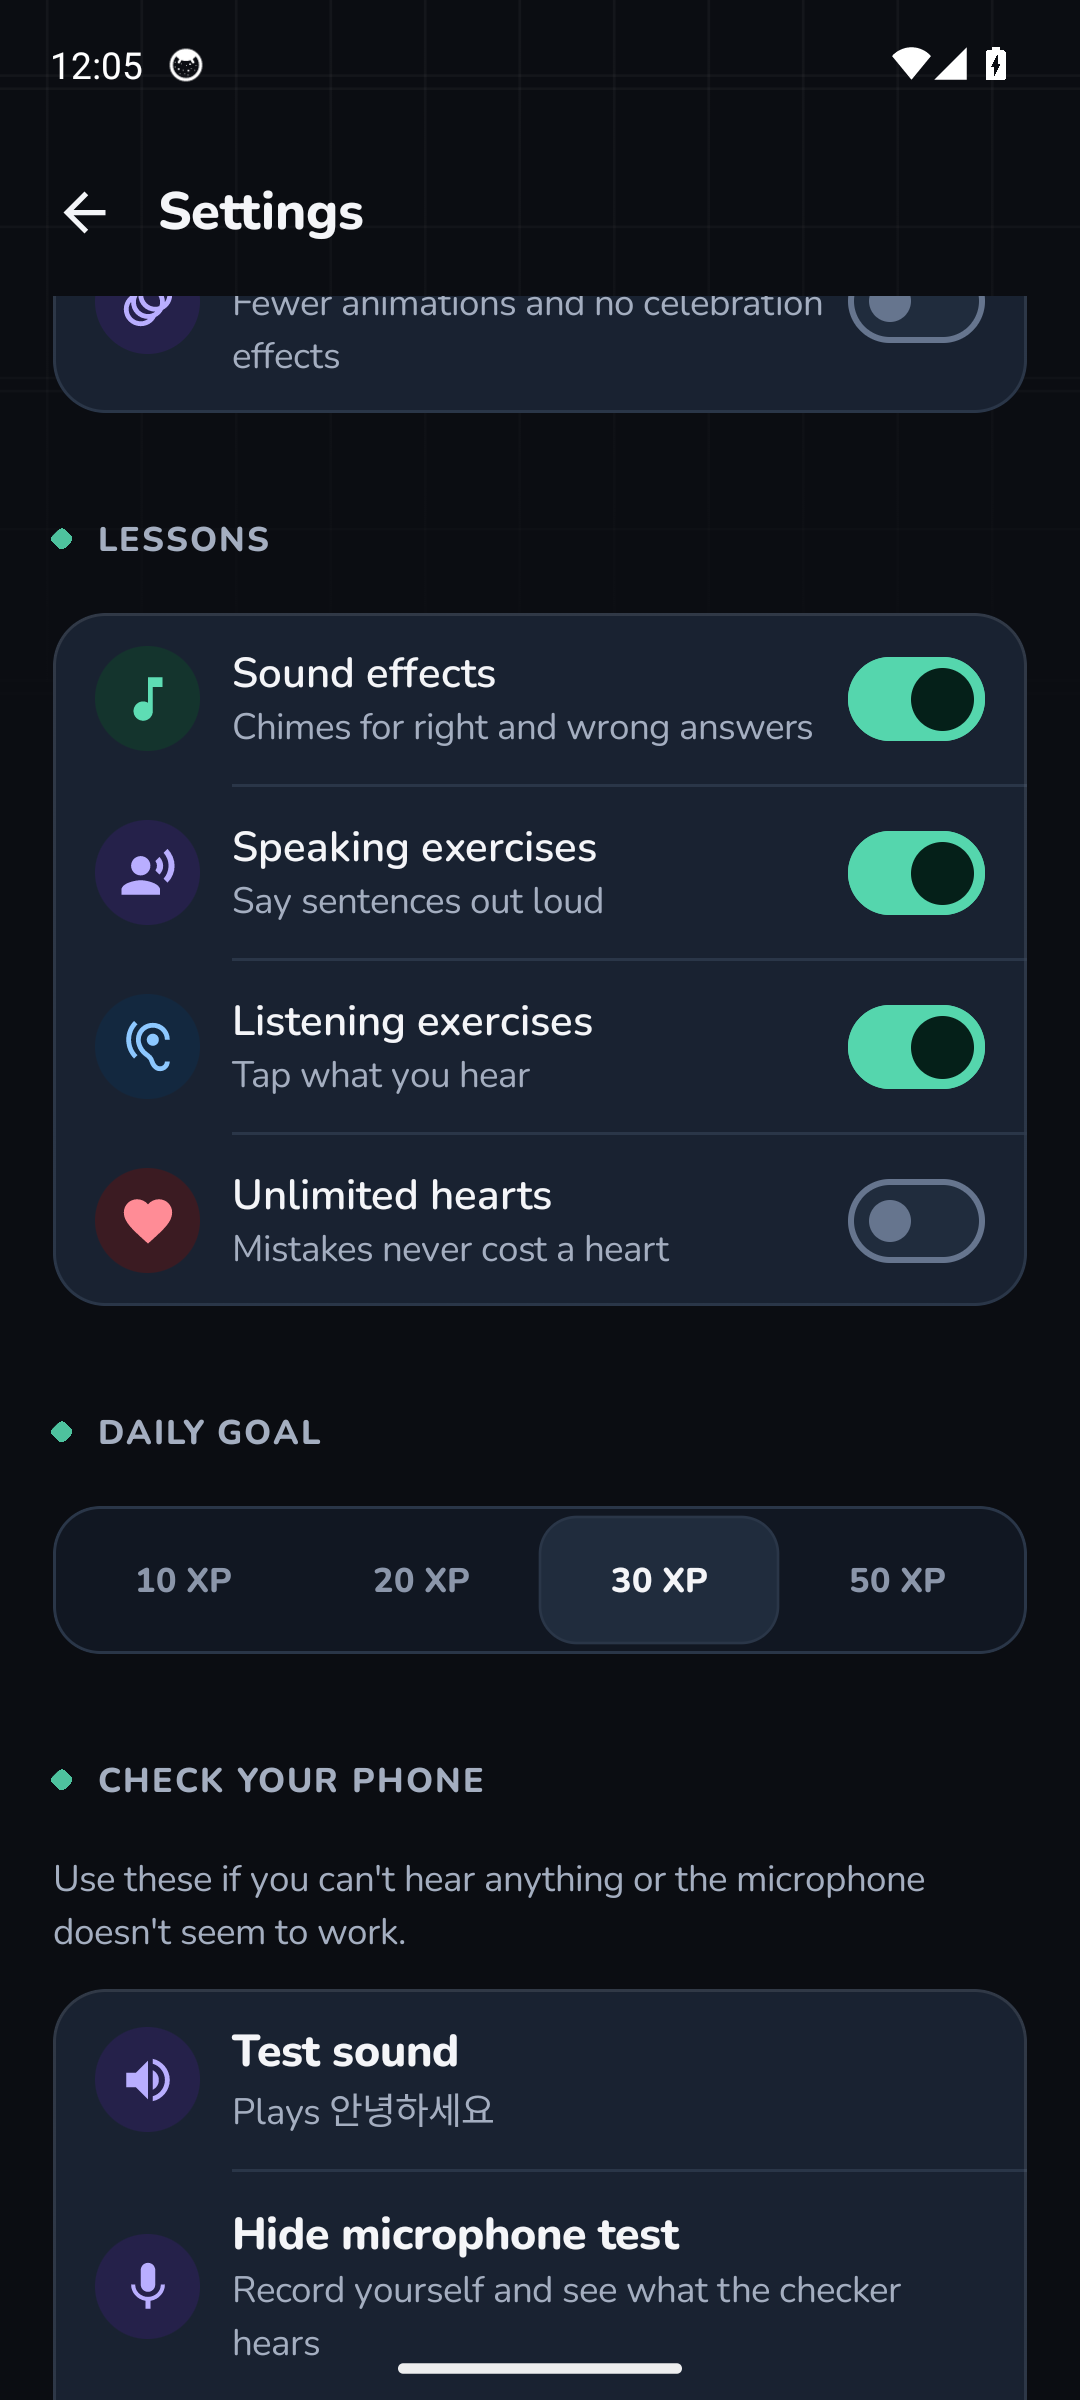 12:05
Settings
Fewer animations and no celebration
effects
LESSONS
Sound effects
Chimes for right and wrong answers
Speaking exercises
Say sentences out loud
Listening exercises
Tap what you hear
Unlimited hearts
Mistakes never cost a heart
DAILY GOAL
10 XP
20 XP
30 XP
50 XP
CHECK YOUR PHONE
Use these if you can't hear anything or the microphone
doesn't seem to work.
Test sound
Plays 안녕하세요
Hide microphone test
Record yourself and see what the checker
hears